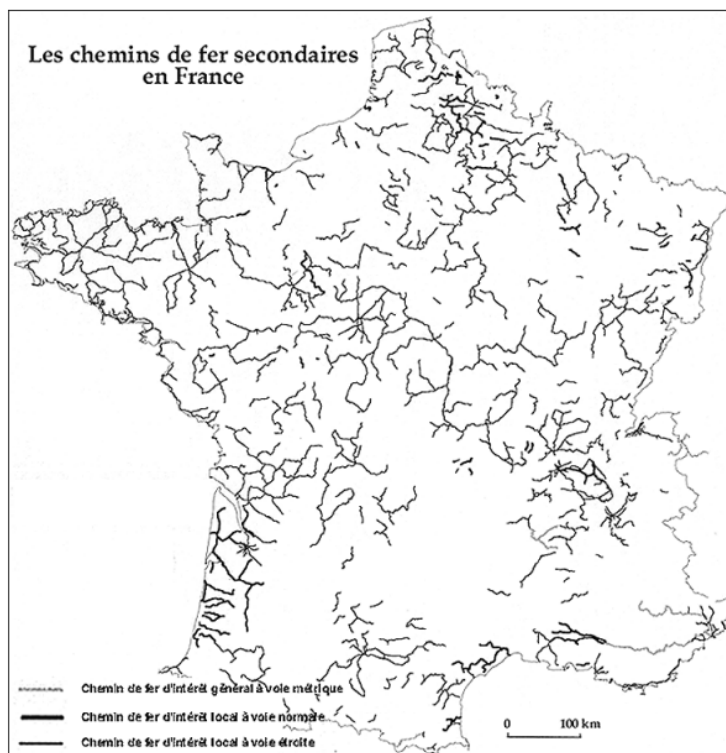 Les chemins de fer secondaires
en France
Chemin de fer d'intérêt général à voie métrique
Chemin de fer d'intérêt local à voie normale
Chemin de fer d'intérêt local à voie étroite
0 100 km